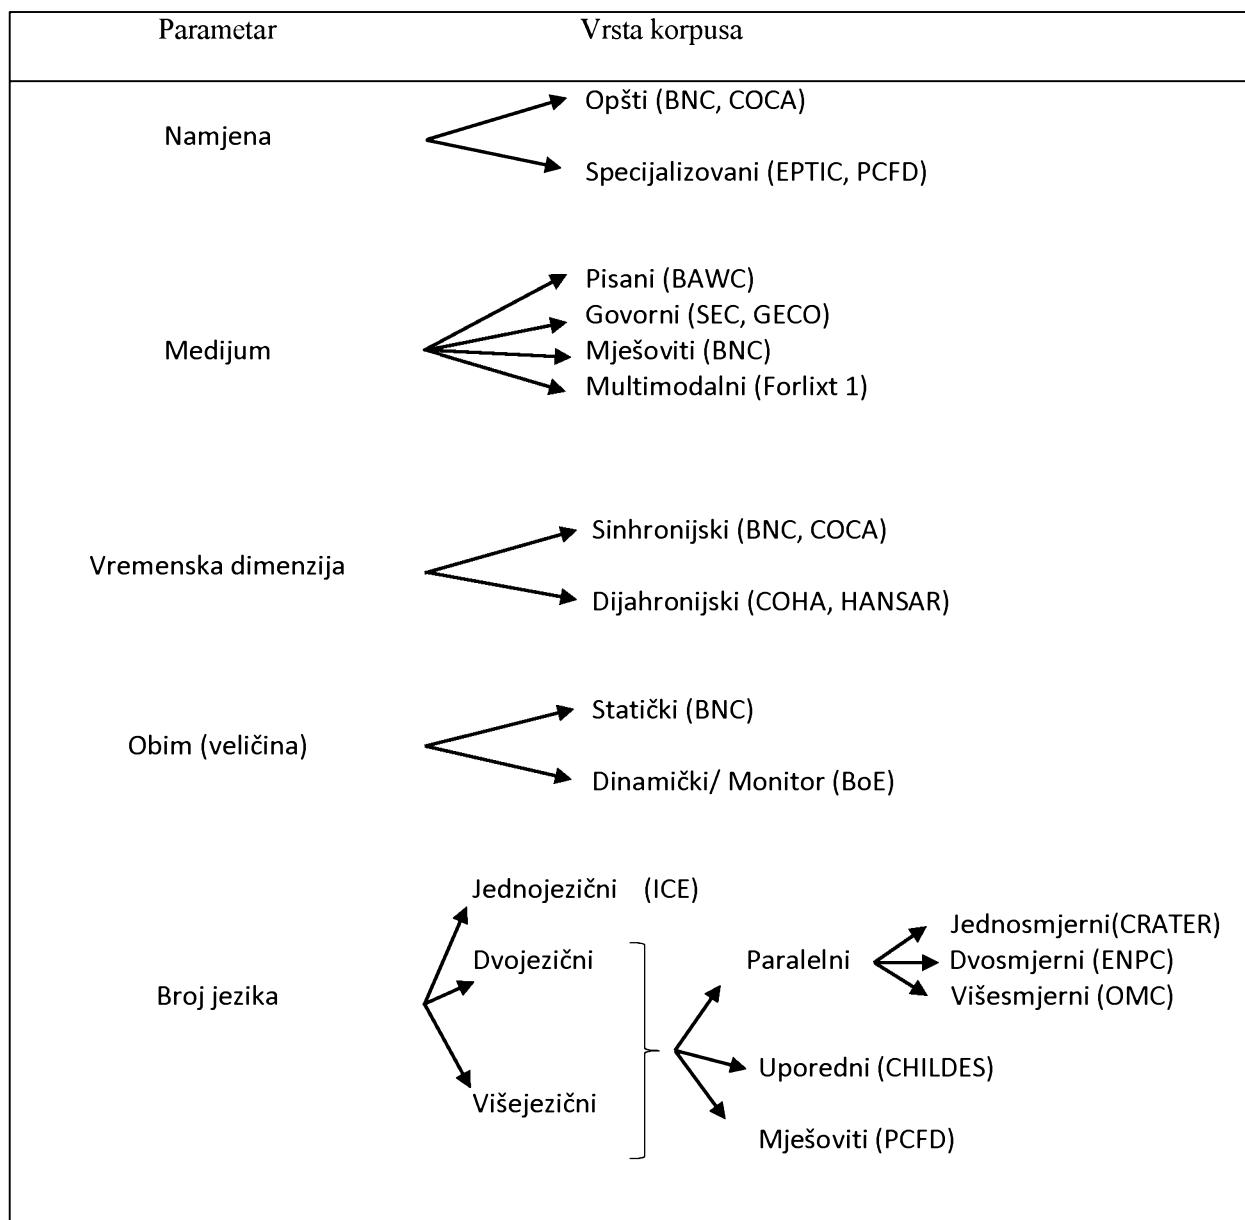 Parametar Vrsta korpusa
Opšti (BNC, COCA)
Namjena
Specijalizovani (EPTIC, PCFD)
Pisani (BAWC)
Govorni (SEC, GECO)
Medijum Mješoviti (BNC)
Multimodalni (Forlixt 1)
Sinhronijski (BNC, COCA)
Vremenska dimenzija
Dijahronijski (COHA, HANSAR)
Statički (BNC)
Obim (veličina)
Dinamički/ Monitor (BoE)
Jednojezični (ICE)
Jednosmjerni(CRATER)
Dvojezični Paralelni Dvosmjerni (ENPC)
Broj jezika Višesmjerni (OMC)
Uporedni (CHILDES)
Višejezični
Mješoviti (PCFD)